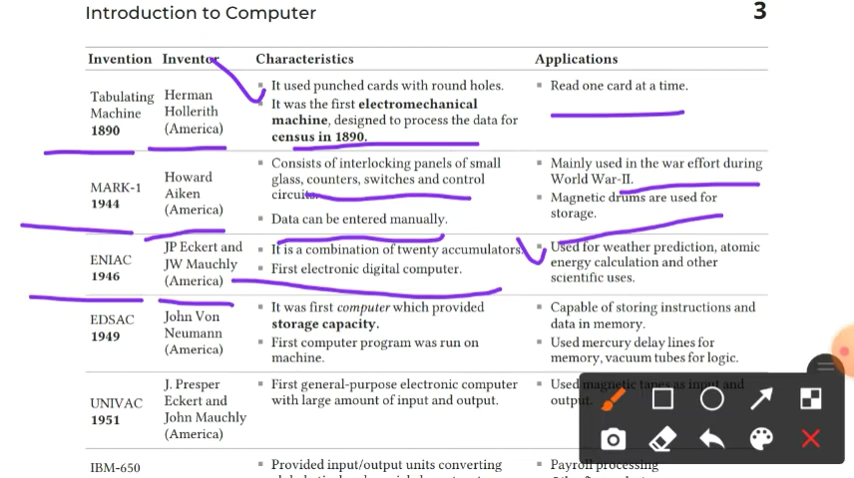 Introduction to Computer
3
Invention Inventor Characteristics Applications
Tabulating
Machine
1890
Herman
Hollerith
(America)
▪ It used punched cards with round holes.
▪ It was the first electromechanical
machine, designed to process the data for
census in 1890.
▪ Read one card at a time.
MARK-1
1944
Howard
Aiken
(America)
▪ Consists of interlocking panels of small
glass, counters, switches and control
circuits.
▪ Data can be entered manually.
▪ Mainly used in the war effort during
World War-II.
▪ Magnetic drums are used for
storage.
ENIAC
1946
JP Eckert and
JW Mauchly
(America)
▪ It is a combination of twenty accumulators.
▪ First electronic digital computer.
▪ Used for weather prediction, atomic
energy calculation and other
scientific uses.
EDSAC
1949
John Von
Neumann
(America)
▪ It was first computer which provided
storage capacity.
▪ First computer program was run on
machine.
▪ Capable of storing instructions and
data in memory.
▪ Used mercury delay lines for
memory, vacuum tubes for logic.
UNIVAC
1951
J. Presper
Eckert and
John Mauchly
(America)
▪ First general-purpose electronic computer
with large amount of input and output.
▪ Used magnetic tapes as input and
output.
IBM-650
▪ Provided input/output units converting
▪ Payroll processing